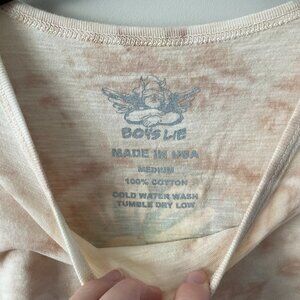 BOYS LIE
MADE IN USA
MEDIUM
100% COTTON
COLD WATER WASH
TUMBLE DRY LOW